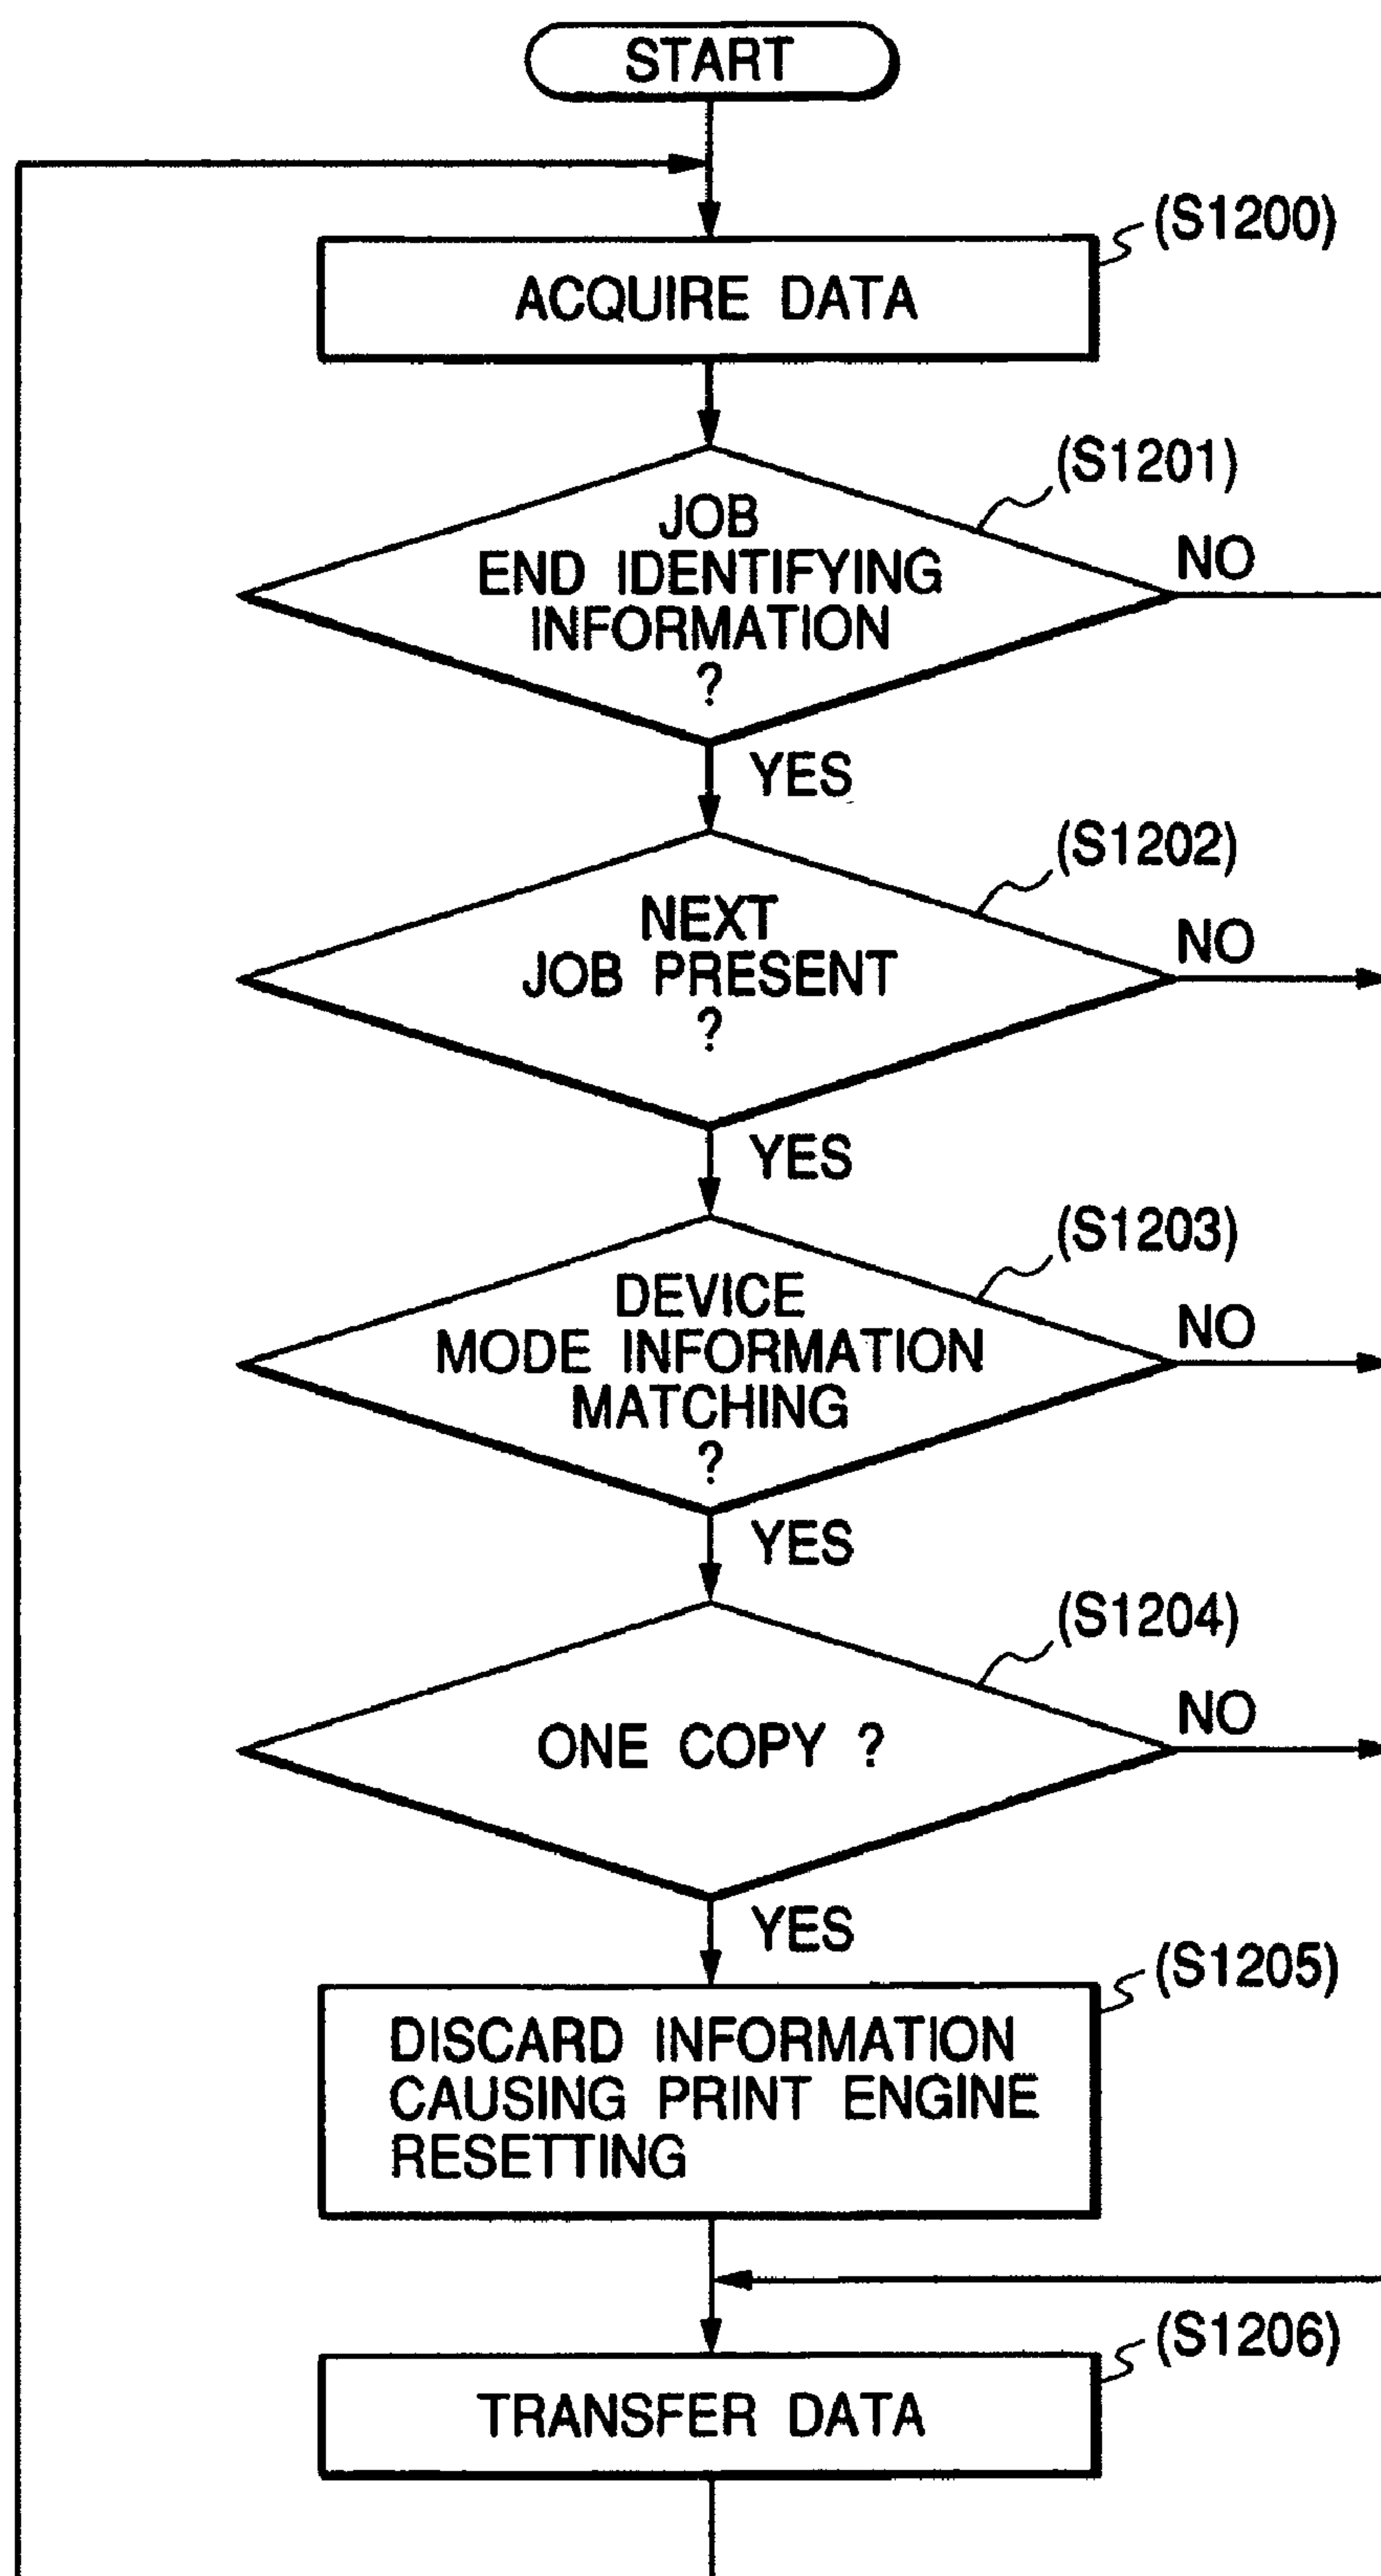 START
(S1200)
ACQUIRE DATA
(S1201)
JOB
END IDENTIFYING
INFORMATION
?
NO
YES
(S1202)
NEXT
JOB PRESENT
?
NO
YES
(S1203)
DEVICE
MODE INFORMATION
MATCHING
?
NO
YES
(S1204)
ONE COPY ?
NO
YES
(S1205)
DISCARD INFORMATION
CAUSING PRINT ENGINE
RESETTING
(S1206)
TRANSFER DATA